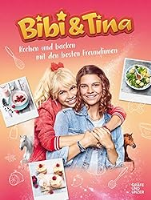 Bibi & Tina
Kochen und backen
mit den besten Freundinnen